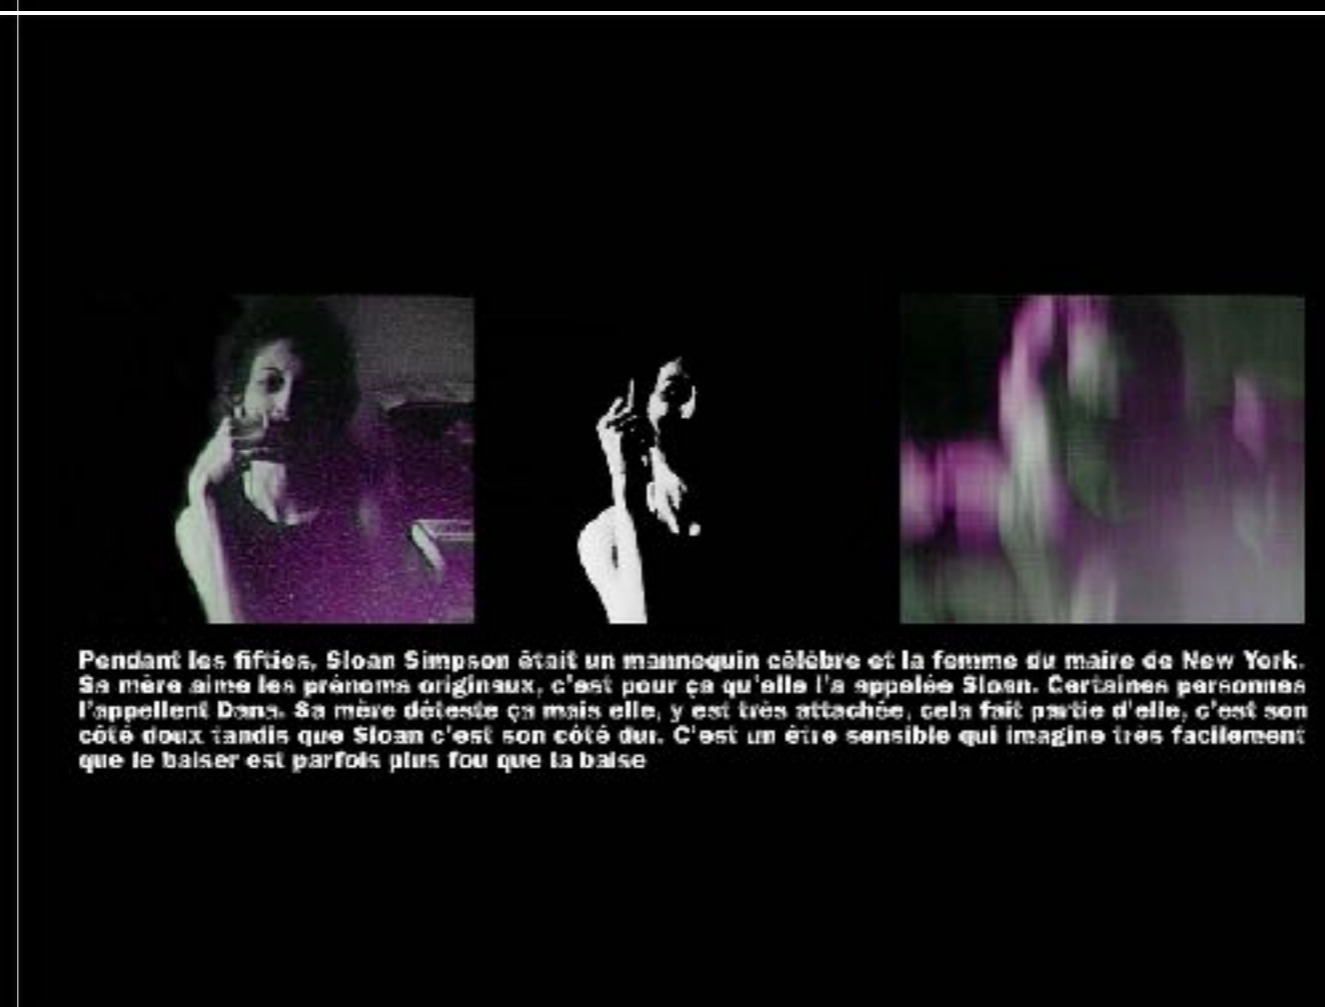 Pendant les fifties, Sloan Simpson était un mannequin célèbre et la femme du maire de New York.
Sa mère aime les prénoms originaux, c'est pour ça qu'elle l'a appelée Sloan. Certaines personnes
l'appellent Dana. Sa mère déteste ça mais elle, y est très attachée, cela fait partie d'elle, c'est son
côté doux tandis que Sloan c'est son côté dur. C'est un être sensible qui imagine très facilement
que le baiser est parfois plus fou que la baise